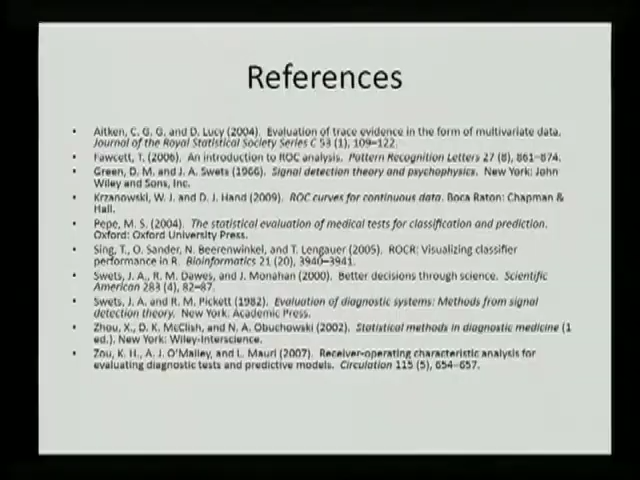 References
• Aitken, C. G. G. and D. Lucy (2004). Evaluation of trace evidence in the form of multivariate data.
Journal of the Royal Statistical Society Series C 53 (1), 109–122.
• Fawcett, T. (2006). An introduction to ROC analysis. Pattern Recognition Letters 27 (8), 861–874.
• Green, D. M. and J. A. Swets (1966). Signal detection theory and psychophysics. New York: John
Wiley and Sons, Inc.
• Krzanowski, W. J. and D. J. Hand (2009). ROC curves for continuous data. Boca Raton: Chapman &
Hall.
• Pepe, M. S. (2004). The statistical evaluation of medical tests for classification and prediction.
Oxford: Oxford University Press.
• Sing, T., O. Sander, N. Beerenwinkel, and T. Lengauer (2005). ROCR: Visualizing classifier
performance in R. Bioinformatics 21 (20), 3940–3941.
• Swets, J. A., R. M. Dawes, and J. Monahan (2000). Better decisions through science. Scientific
American 283 (4), 82–87.
• Swets, J. A. and R. M. Pickett (1982). Evaluation of diagnostic systems: Methods from signal
detection theory. New York: Academic Press.
• Zhou, X., D. K. McClish, and N. A. Obuchowski (2002). Statistical methods in diagnostic medicine (1
ed.). New York: Wiley-Interscience.
• Zou, K. H., A. J. O'Malley, and L. Mauri (2007). Receiver-operating characteristic analysis for
evaluating diagnostic tests and predictive models. Circulation 115 (5), 654–657.